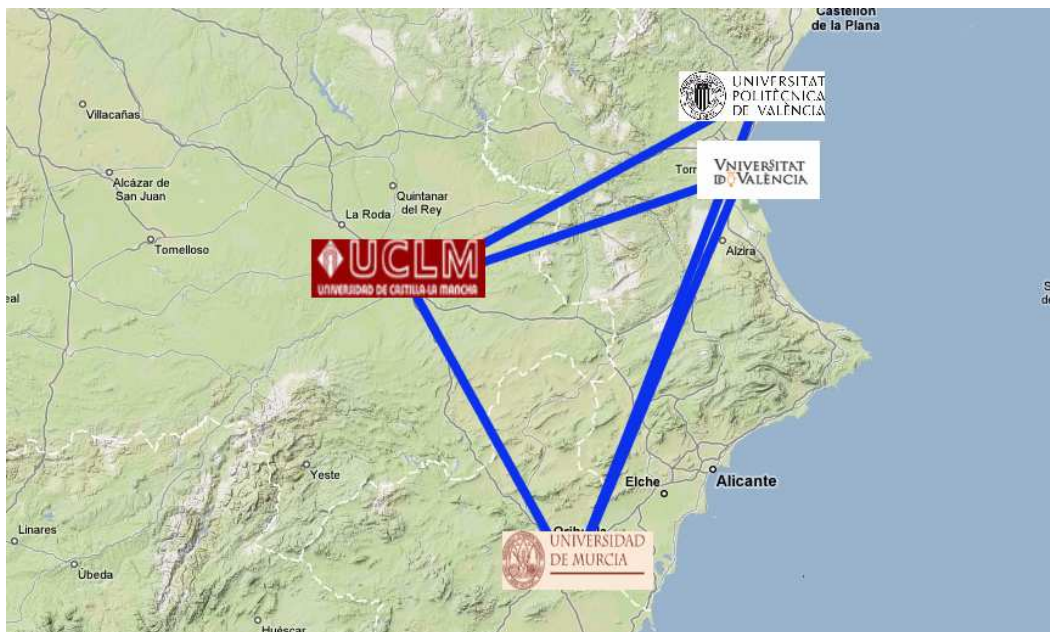 Castellón
de la Plana
UNIVERSITAT
POLITÈCNICA
DE VALÈNCIA
Villacañas
VNIVERSITAT
D VALÈNCIA
Alcázar de
San Juan
Quintanar
del Rey
La Roda
Tomelloso
Alzira
UCLM
UNIVERSIDAD DE CASTILLA-LA MANCHA
Yeste
Elche
Alicante
Linares
UNIVERSIDAD
DE MURCIA
Úbeda
Huéscar